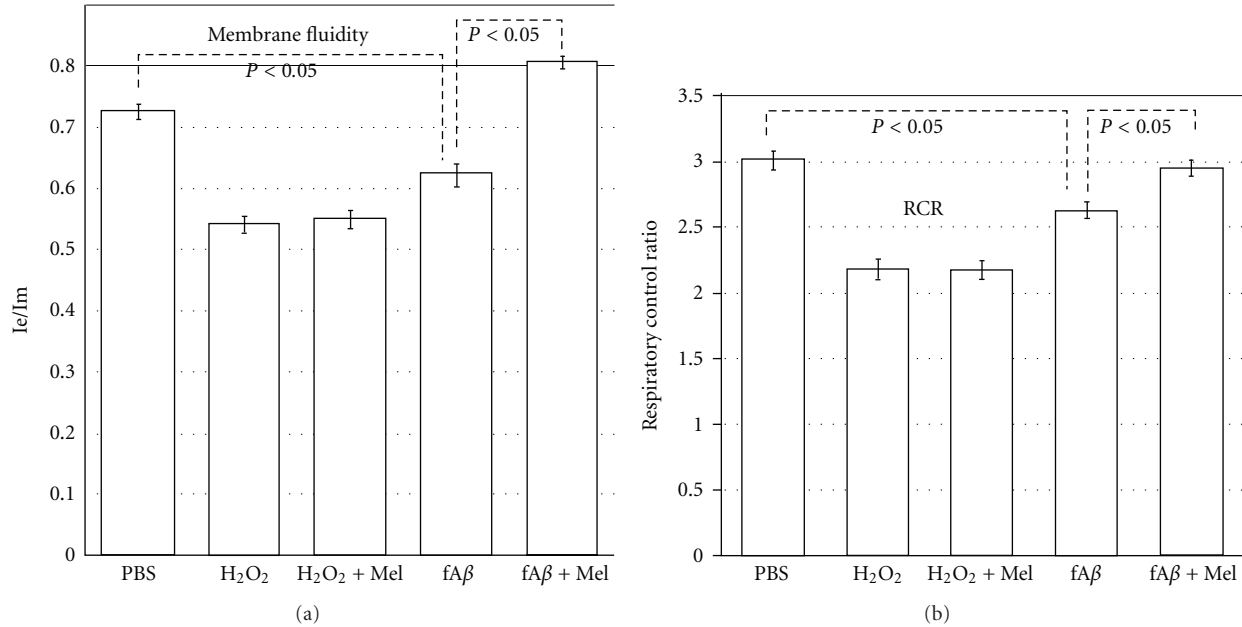 Membrane fluidity
P < 0.05
P < 0.05
Ie/Im
0.8
0.7
0.6
0.5
0.4
0.3
0.2
0.1
0
PBS
H₂O₂
H₂O₂ + Mel
fAβ
fAβ + Mel
(a)
P < 0.05
P < 0.05
RCR
Respiratory control ratio
3.5
3
2.5
2
1.5
1
0.5
0
PBS
H₂O₂
H₂O₂ + Mel
fAβ
fAβ + Mel
(b)